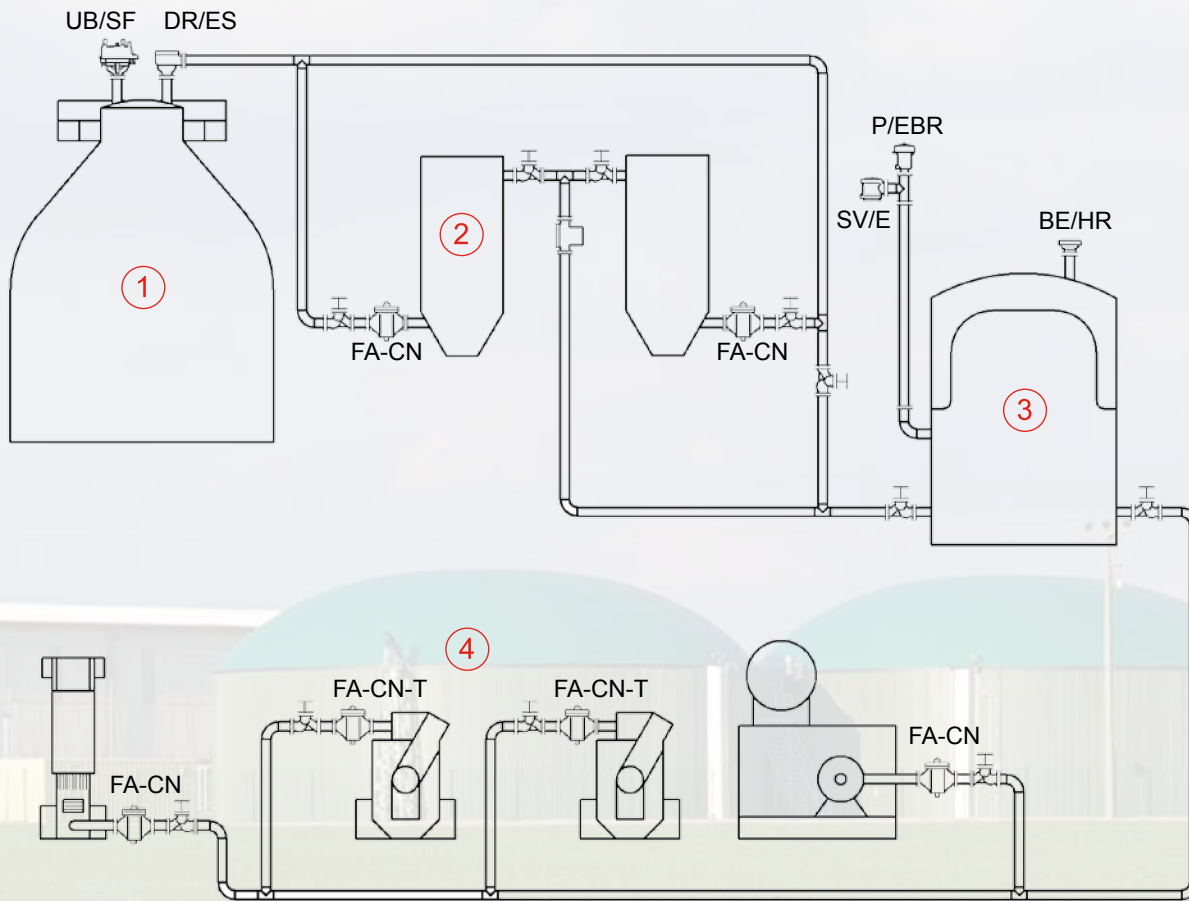 UB/SF
DR/ES
P/EBR
SV/E
BE/HR
1
2
FA-CN
FA-CN
3
4
FA-CN-T
FA-CN-T
FA-CN
FA-CN